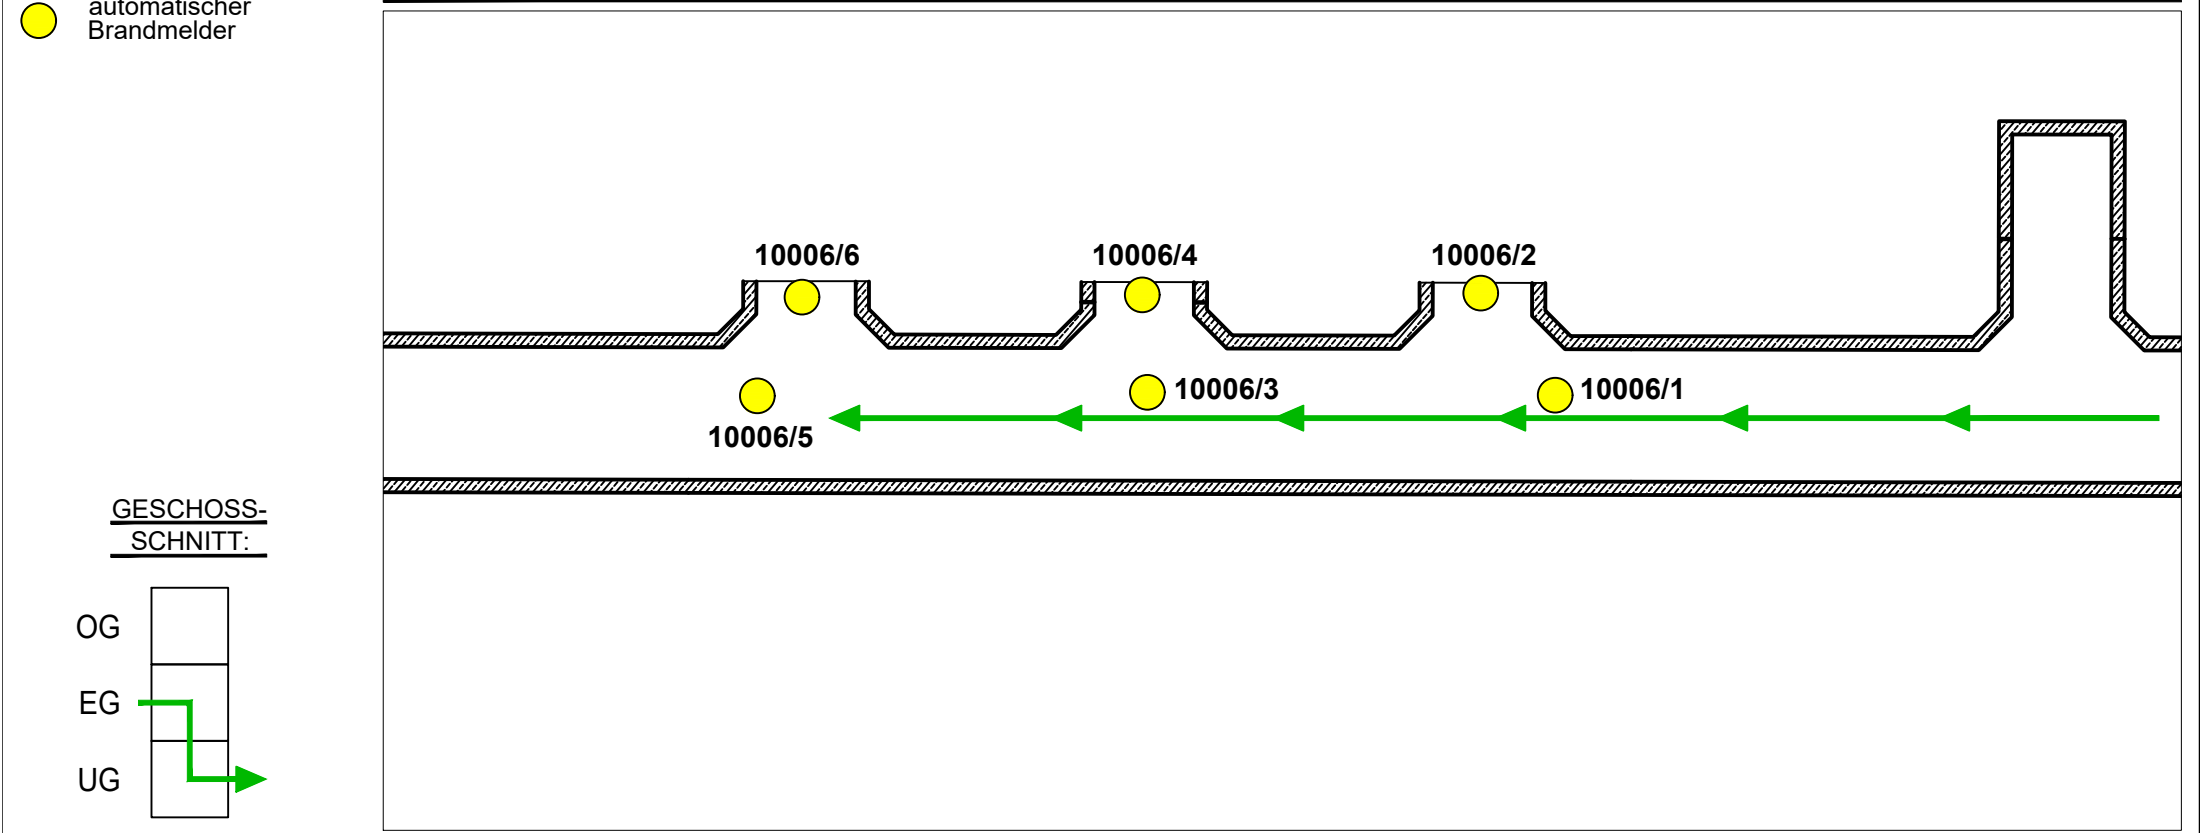 automatischer
Brandmelder
10006/6
10006/4
10006/2
10006/3
10006/1
10006/5
GESCHOSS-
SCHNITT:
OG
EG
UG